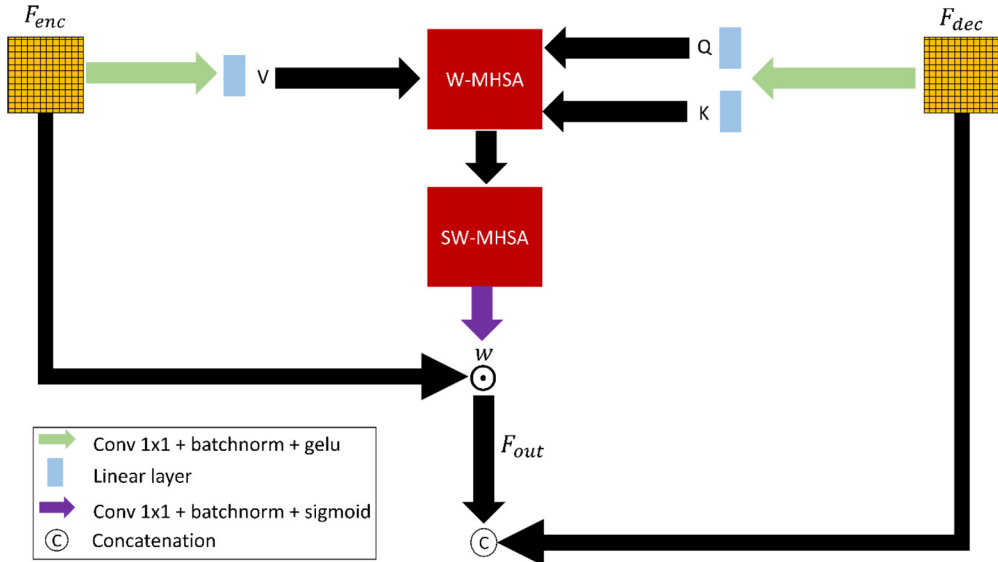 F_enc
F_dec
V
W-MHSA
Q
K
SW-MHSA
w
F_out
Conv 1x1 + batchnorm + gelu
Linear layer
Conv 1x1 + batchnorm + sigmoid
C Concatenation
C